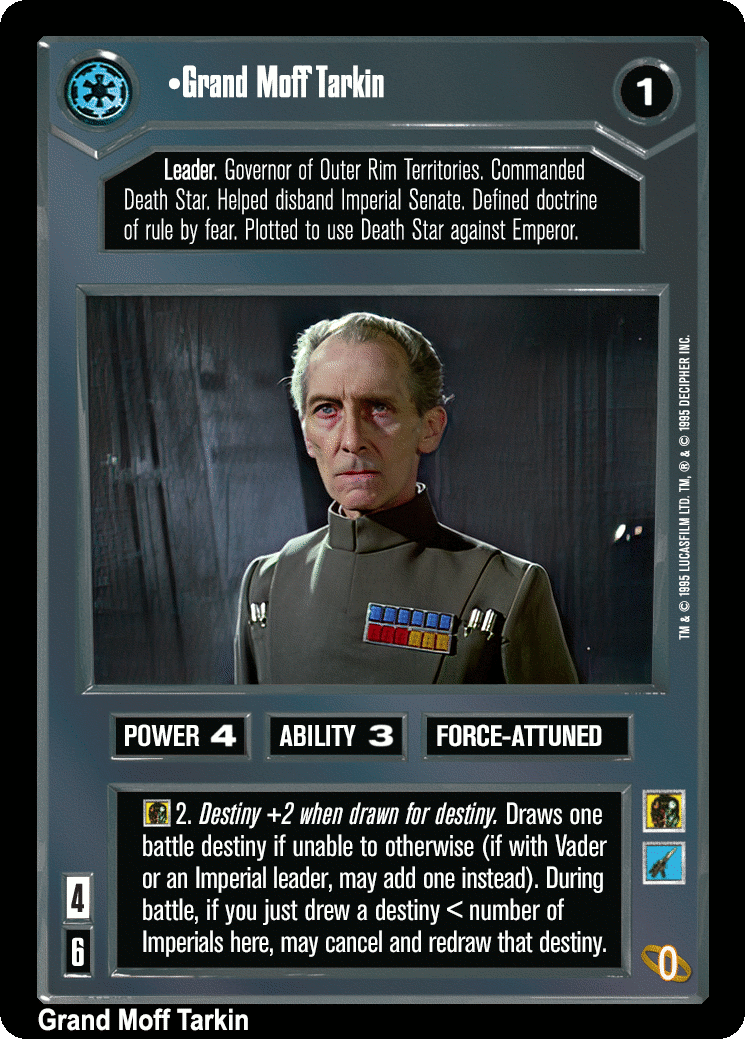 •Grand Moff Tarkin
1
Leader. Governor of Outer Rim Territories. Commanded
Death Star. Helped disband Imperial Senate. Defined doctrine
of rule by fear. Plotted to use Death Star against Emperor.
TM & © 1995 LUCASFILM LTD. TM, ® & © 1995 DECIPHER INC.
POWER 4
ABILITY 3
FORCE-ATTUNED
2. Destiny +2 when drawn for destiny. Draws one
battle destiny if unable to otherwise (if with Vader
or an Imperial leader, may add one instead). During
battle, if you just drew a destiny < number of
Imperials here, may cancel and redraw that destiny.
4
6
0
Grand Moff Tarkin